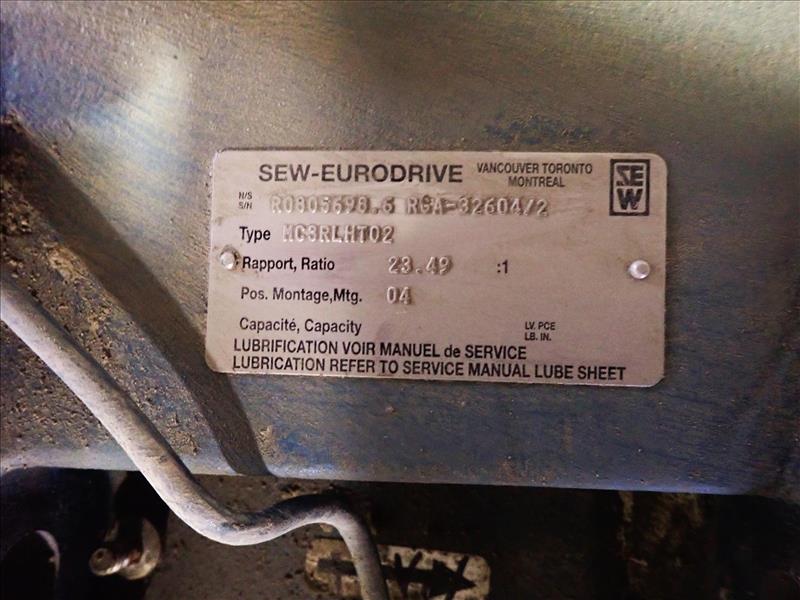 SEW-EURODRIVE VANCOUVER TORONTO MONTREAL
SEW
N/S
S/N R0805698.6 RGA-32604/2
Type MC3RLHT02
Rapport, Ratio 23.49 :1
Pos. Montage,Mtg. 04
Capacité, Capacity LV. PCE
LB. IN.
LUBRIFICATION VOIR MANUEL de SERVICE
LUBRICATION REFER TO SERVICE MANUAL LUBE SHEET